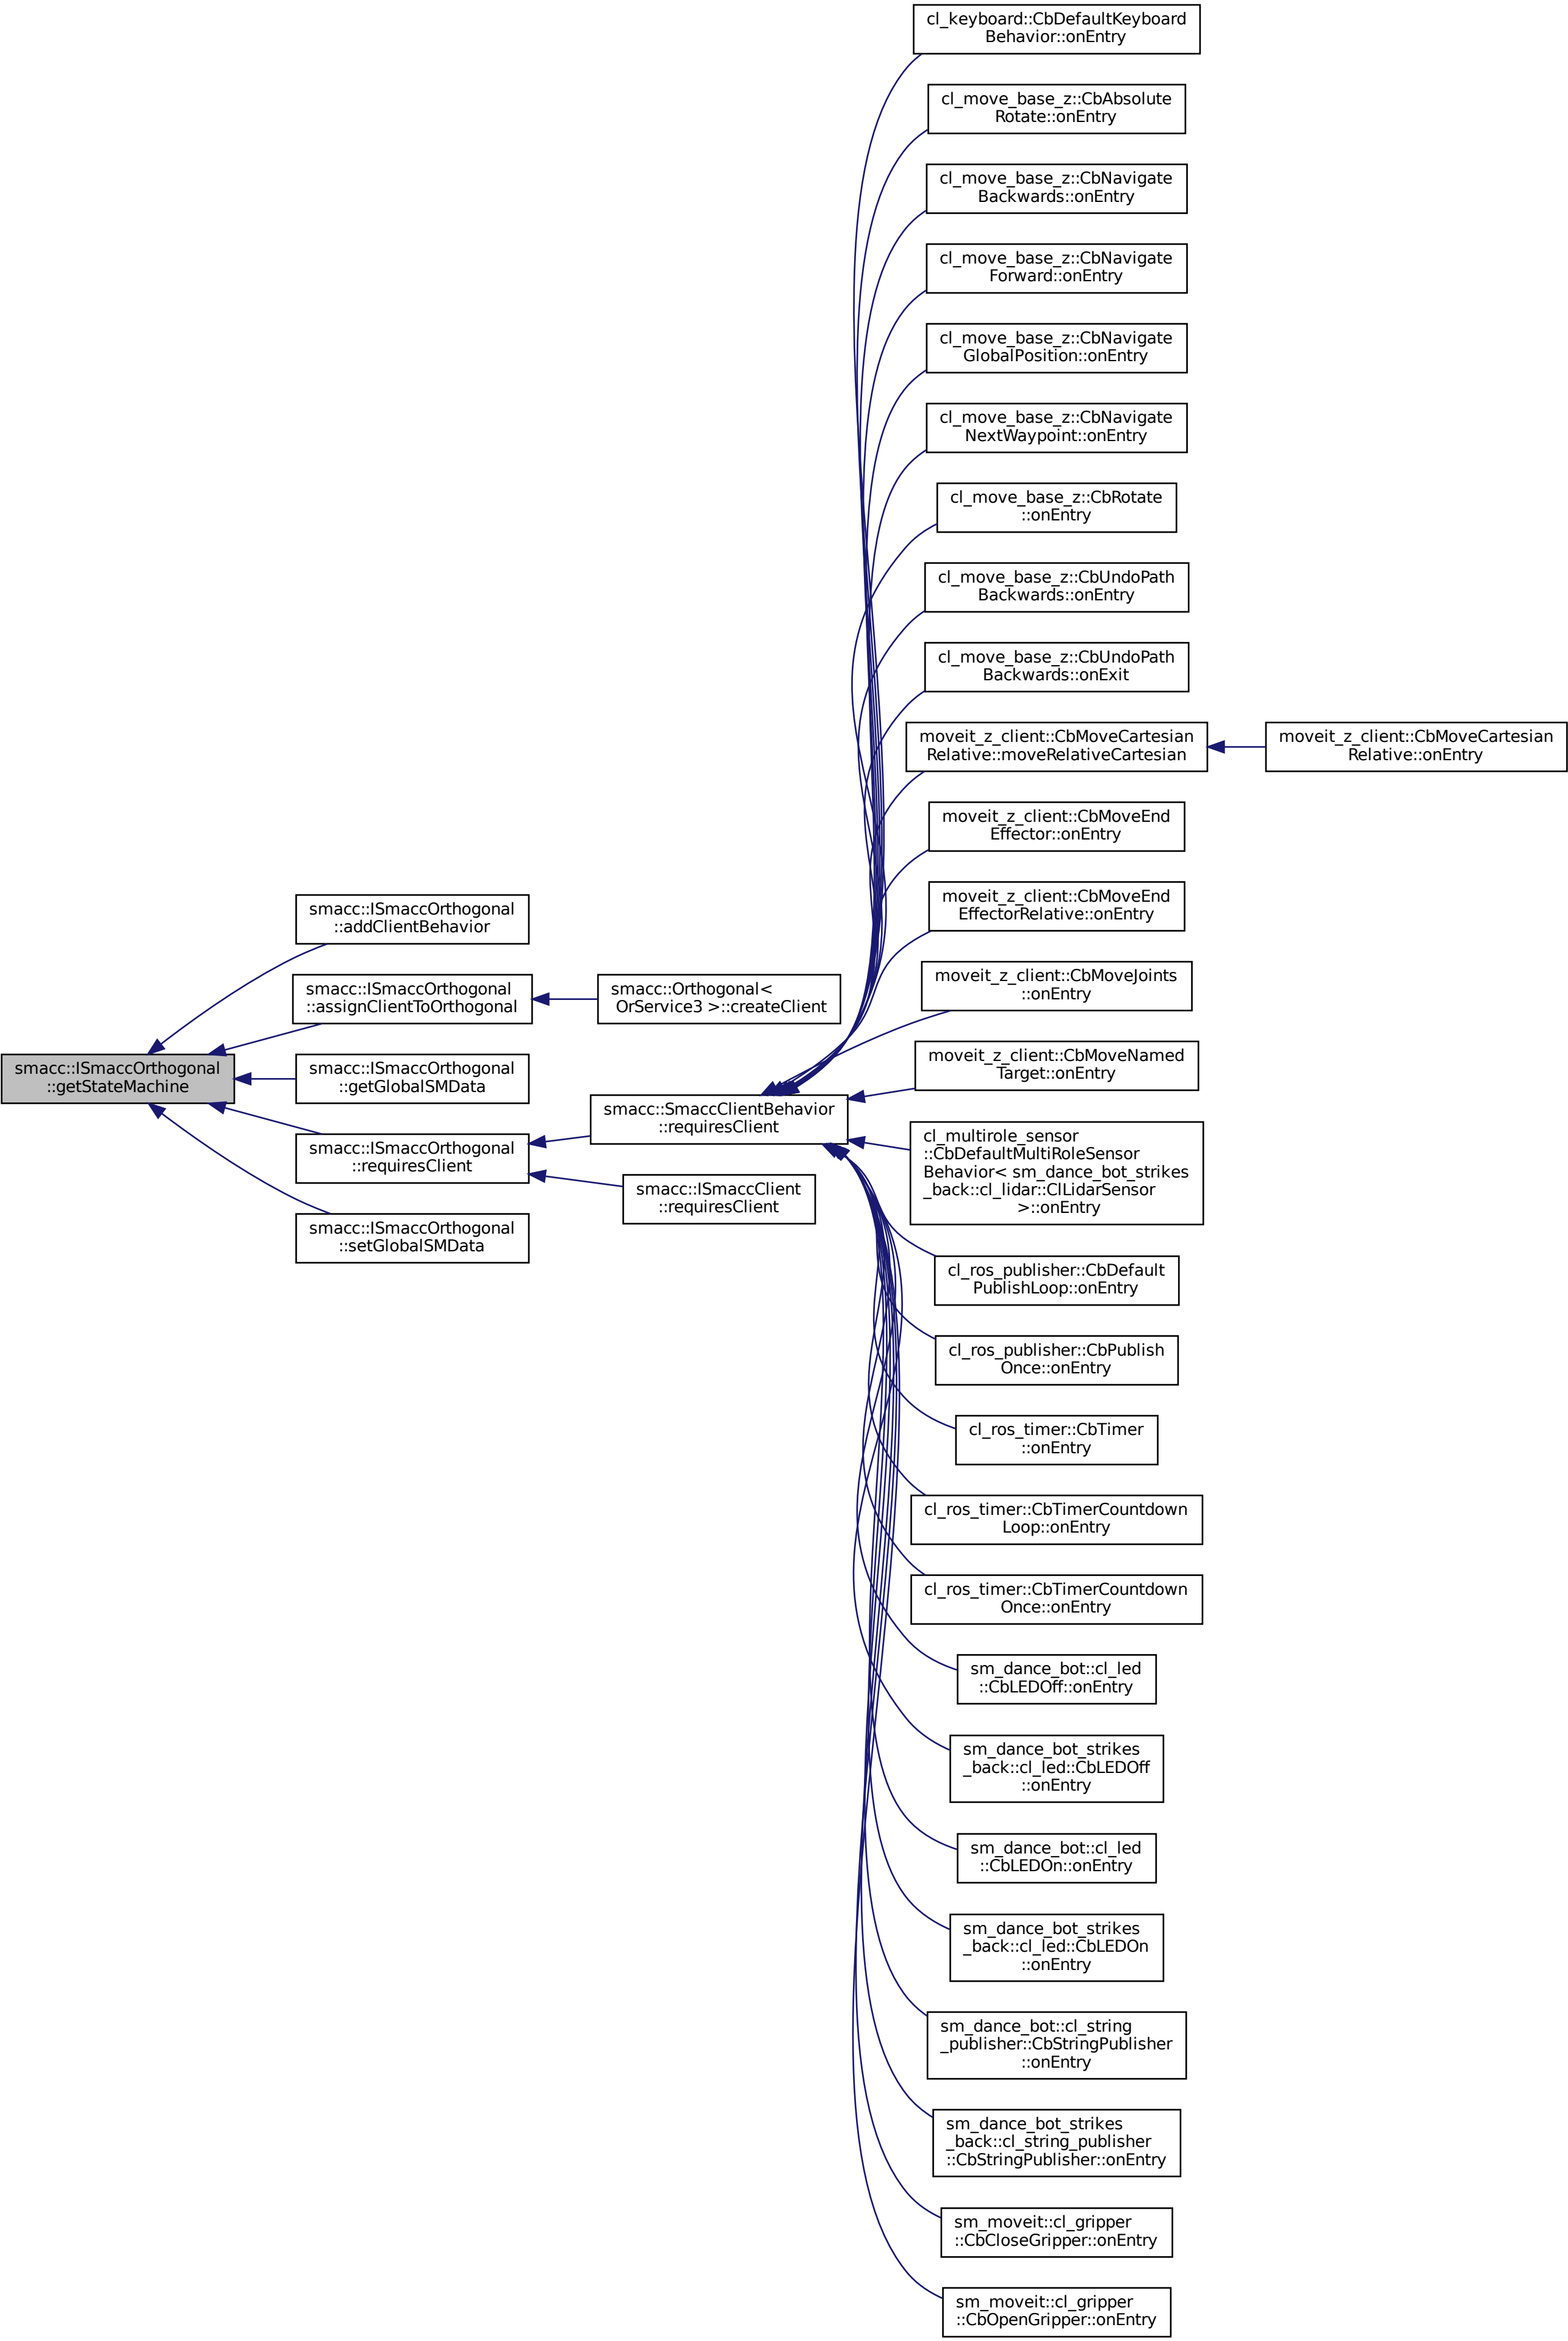 smacc::ISmaccOrthogonal
::getStateMachine
smacc::ISmaccOrthogonal
::addClientBehavior
smacc::ISmaccOrthogonal
::assignClientToOrthogonal
smacc::Orthogonal<
OrService3 >::createClient
smacc::ISmaccOrthogonal
::getGlobalSMData
smacc::ISmaccOrthogonal
::requiresClient
smacc::ISmaccOrthogonal
::setGlobalSMData
smacc::SmaccClientBehavior
::requiresClient
smacc::ISmaccClient
::requiresClient
cl_keyboard::CbDefaultKeyboard
Behavior::onEntry
cl_move_base_z::CbAbsolute
Rotate::onEntry
cl_move_base_z::CbNavigate
Backwards::onEntry
cl_move_base_z::CbNavigate
Forward::onEntry
cl_move_base_z::CbNavigate
GlobalPosition::onEntry
cl_move_base_z::CbNavigate
NextWaypoint::onEntry
cl_move_base_z::CbRotate
::onEntry
cl_move_base_z::CbUndoPath
Backwards::onEntry
cl_move_base_z::CbUndoPath
Backwards::onExit
moveit_z_client::CbMoveCartesian
Relative::moveRelativeCartesian
moveit_z_client::CbMoveCartesian
Relative::onEntry
moveit_z_client::CbMoveEnd
Effector::onEntry
moveit_z_client::CbMoveEnd
EffectorRelative::onEntry
moveit_z_client::CbMoveJoints
::onEntry
moveit_z_client::CbMoveNamed
Target::onEntry
cl_multirole_sensor
::CbDefaultMultiRoleSensor
Behavior< sm_dance_bot_strikes
_back::cl_lidar::ClLidarSensor
>::onEntry
cl_ros_publisher::CbDefault
PublishLoop::onEntry
cl_ros_publisher::CbPublish
Once::onEntry
cl_ros_timer::CbTimer
::onEntry
cl_ros_timer::CbTimerCountdown
Loop::onEntry
cl_ros_timer::CbTimerCountdown
Once::onEntry
sm_dance_bot::cl_led
::CbLEDOff::onEntry
sm_dance_bot_strikes
_back::cl_led::CbLEDOff
::onEntry
sm_dance_bot::cl_led
::CbLEDOn::onEntry
sm_dance_bot_strikes
_back::cl_led::CbLEDOn
::onEntry
sm_dance_bot::cl_string
_publisher::CbStringPublisher
::onEntry
sm_dance_bot_strikes
_back::cl_string_publisher
::CbStringPublisher::onEntry
sm_moveit::cl_gripper
::CbCloseGripper::onEntry
sm_moveit::cl_gripper
::CbOpenGripper::onEntry